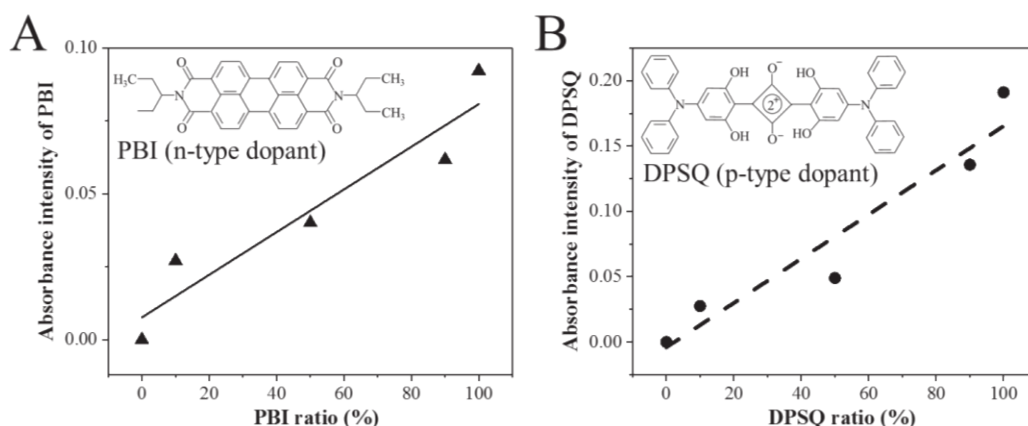 A
Absorbance intensity of PBI
0.10
0.05
0.00
0 20 40 60 80 100
PBI ratio (%)
H₃C
O O
N N
O O
CH₃
CH₃
H₃C
PBI (n-type dopant)
B
Absorbance intensity of DPSQ
0.20
0.15
0.10
0.05
0.00
0 20 40 60 80 100
DPSQ ratio (%)
OH O⁻ HO
N 2⁺ N
OH O⁻ HO
DPSQ (p-type dopant)